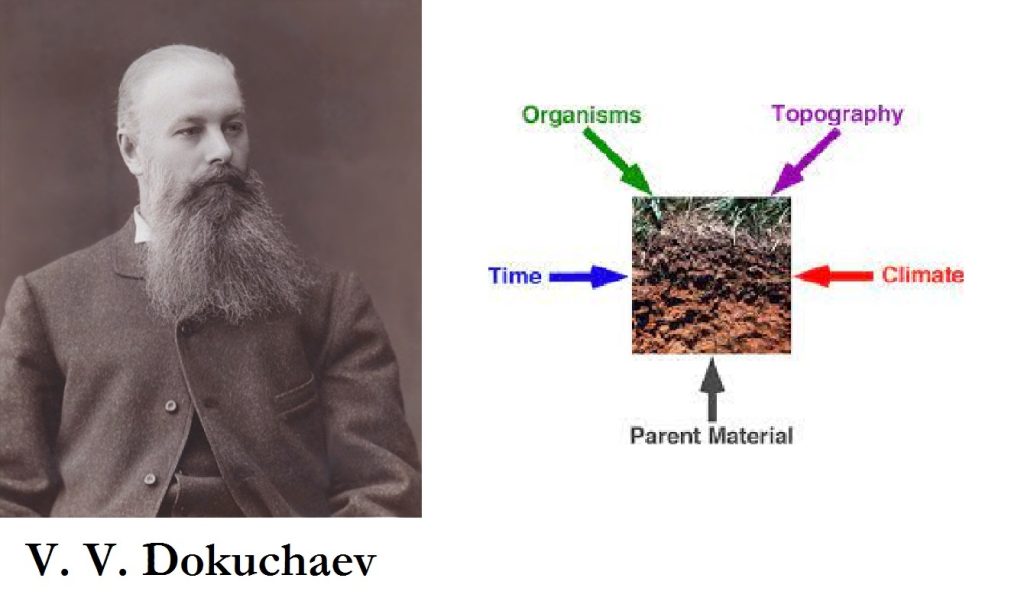 Organisms
Topography
Time
Climate
Parent Material
V. V. Dokuchaev